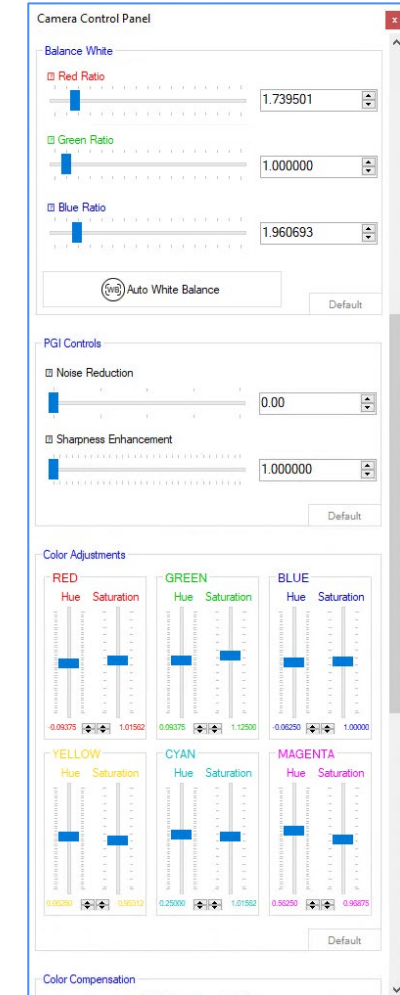 Camera Control Panel
x
Balance White
Red Ratio
1.739501
Green Ratio
1.000000
Blue Ratio
1.960693
WB Auto White Balance
Default
PGI Controls
Noise Reduction
0.00
Sharpness Enhancement
1.000000
Default
Color Adjustments
RED GREEN BLUE
Hue Saturation Hue Saturation Hue Saturation
-0.09375 1.01562 0.09375 1.12500 -0.06250 1.00000
YELLOW CYAN MAGENTA
Hue Saturation Hue Saturation Hue Saturation
0.25000 1.01562 0.56250 0.96875
Default
Color Compensation